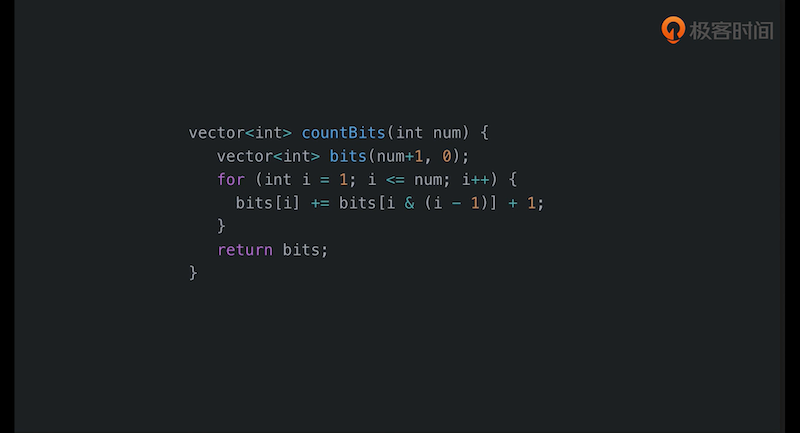 极客时间
vector<int> countBits(int num) {
   vector<int> bits(num+1, 0);
   for (int i = 1; i <= num; i++) {
     bits[i] += bits[i & (i - 1)] + 1;
   }
   return bits;
}